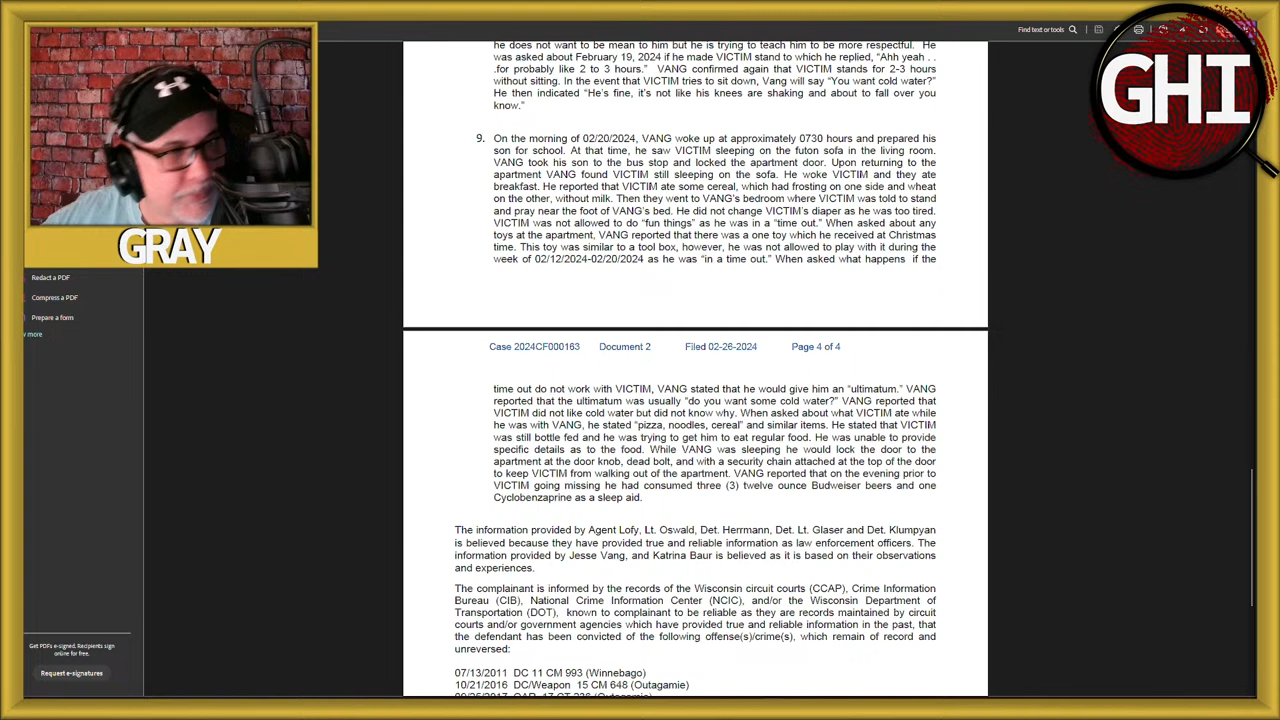 Find text or tools
GHI
he does not want to be mean to him but he is trying to teach him to be more respectful. He
was asked about February 19, 2024 if he made VICTIM stand to which he replied, “Ahh yeah . .
.for probably like 2 to 3 hours.” VANG confirmed again that VICTIM stands for 2-3 hours
without sitting. In the event that VICTIM tries to sit down, Vang will say “You want cold water?”
He then indicated “He’s fine, it’s not like his knees are shaking and about to fall over you
know.”
9. On the morning of 02/20/2024, VANG woke up at approximately 0730 hours and prepared his
son for school. At that time, he saw VICTIM sleeping on the futon sofa in the living room.
VANG took his son to the bus stop and locked the apartment door. Upon returning to the
apartment VANG found VICTIM still sleeping on the sofa. He woke VICTIM and they ate
breakfast. He reported that VICTIM ate some cereal, which had frosting on one side and wheat
on the other, without milk. Then they went to VANG’s bedroom where VICTIM was told to stand
and pray near the foot of VANG’s bed. He did not change VICTIM’s diaper as he was too tired.
VICTIM was not allowed to do “fun things” as he was in a “time out.” When asked about any
toys at the apartment, VANG reported that there was a one toy which he received at Christmas
time. This toy was similar to a tool box, however, he was not allowed to play with it during the
week of 02/12/2024-02/20/2024 as he was “in a time out.” When asked what happens if the
GRAY
Redact a PDF
Compress a PDF
Prepare a form
w more
Case 2024CF000163 Document 2 Filed 02-26-2024 Page 4 of 4
time out do not work with VICTIM, VANG stated that he would give him an “ultimatum.” VANG
reported that the ultimatum was usually “do you want some cold water?” VANG reported that
VICTIM did not like cold water but did not know why. When asked about what VICTIM ate while
he was with VANG, he stated “pizza, noodles, cereal” and similar items. He stated that VICTIM
was still bottle fed and he was trying to get him to eat regular food. He was unable to provide
specific details as to the food. While VANG was sleeping he would lock the door to the
apartment at the door knob, dead bolt, and with a security chain attached at the top of the door
to keep VICTIM from walking out of the apartment. VANG reported that on the evening prior to
VICTIM going missing he had consumed three (3) twelve ounce Budweiser beers and one
Cyclobenzaprine as a sleep aid.
The information provided by Agent Lofy, Lt. Oswald, Det. Herrmann, Det. Lt. Glaser and Det. Klumpyan
is believed because they have provided true and reliable information as law enforcement officers. The
information provided by Jesse Vang, and Katrina Baur is believed as it is based on their observations
and experiences.
The complainant is informed by the records of the Wisconsin circuit courts (CCAP), Crime Information
Bureau (CIB), National Crime Information Center (NCIC), and/or the Wisconsin Department of
Transportation (DOT), known to complainant to be reliable as they are records maintained by circuit
courts and/or government agencies which have provided true and reliable information in the past, that
the defendant has been convicted of the following offense(s)/crime(s), which remain of record and
unreversed:
07/13/2011 DC 11 CM 993 (Winnebago)
10/21/2016 DC/Weapon 15 CM 648 (Outagamie)
Get PDFs e-signed. Recipients sign
online for free.
Request e-signatures